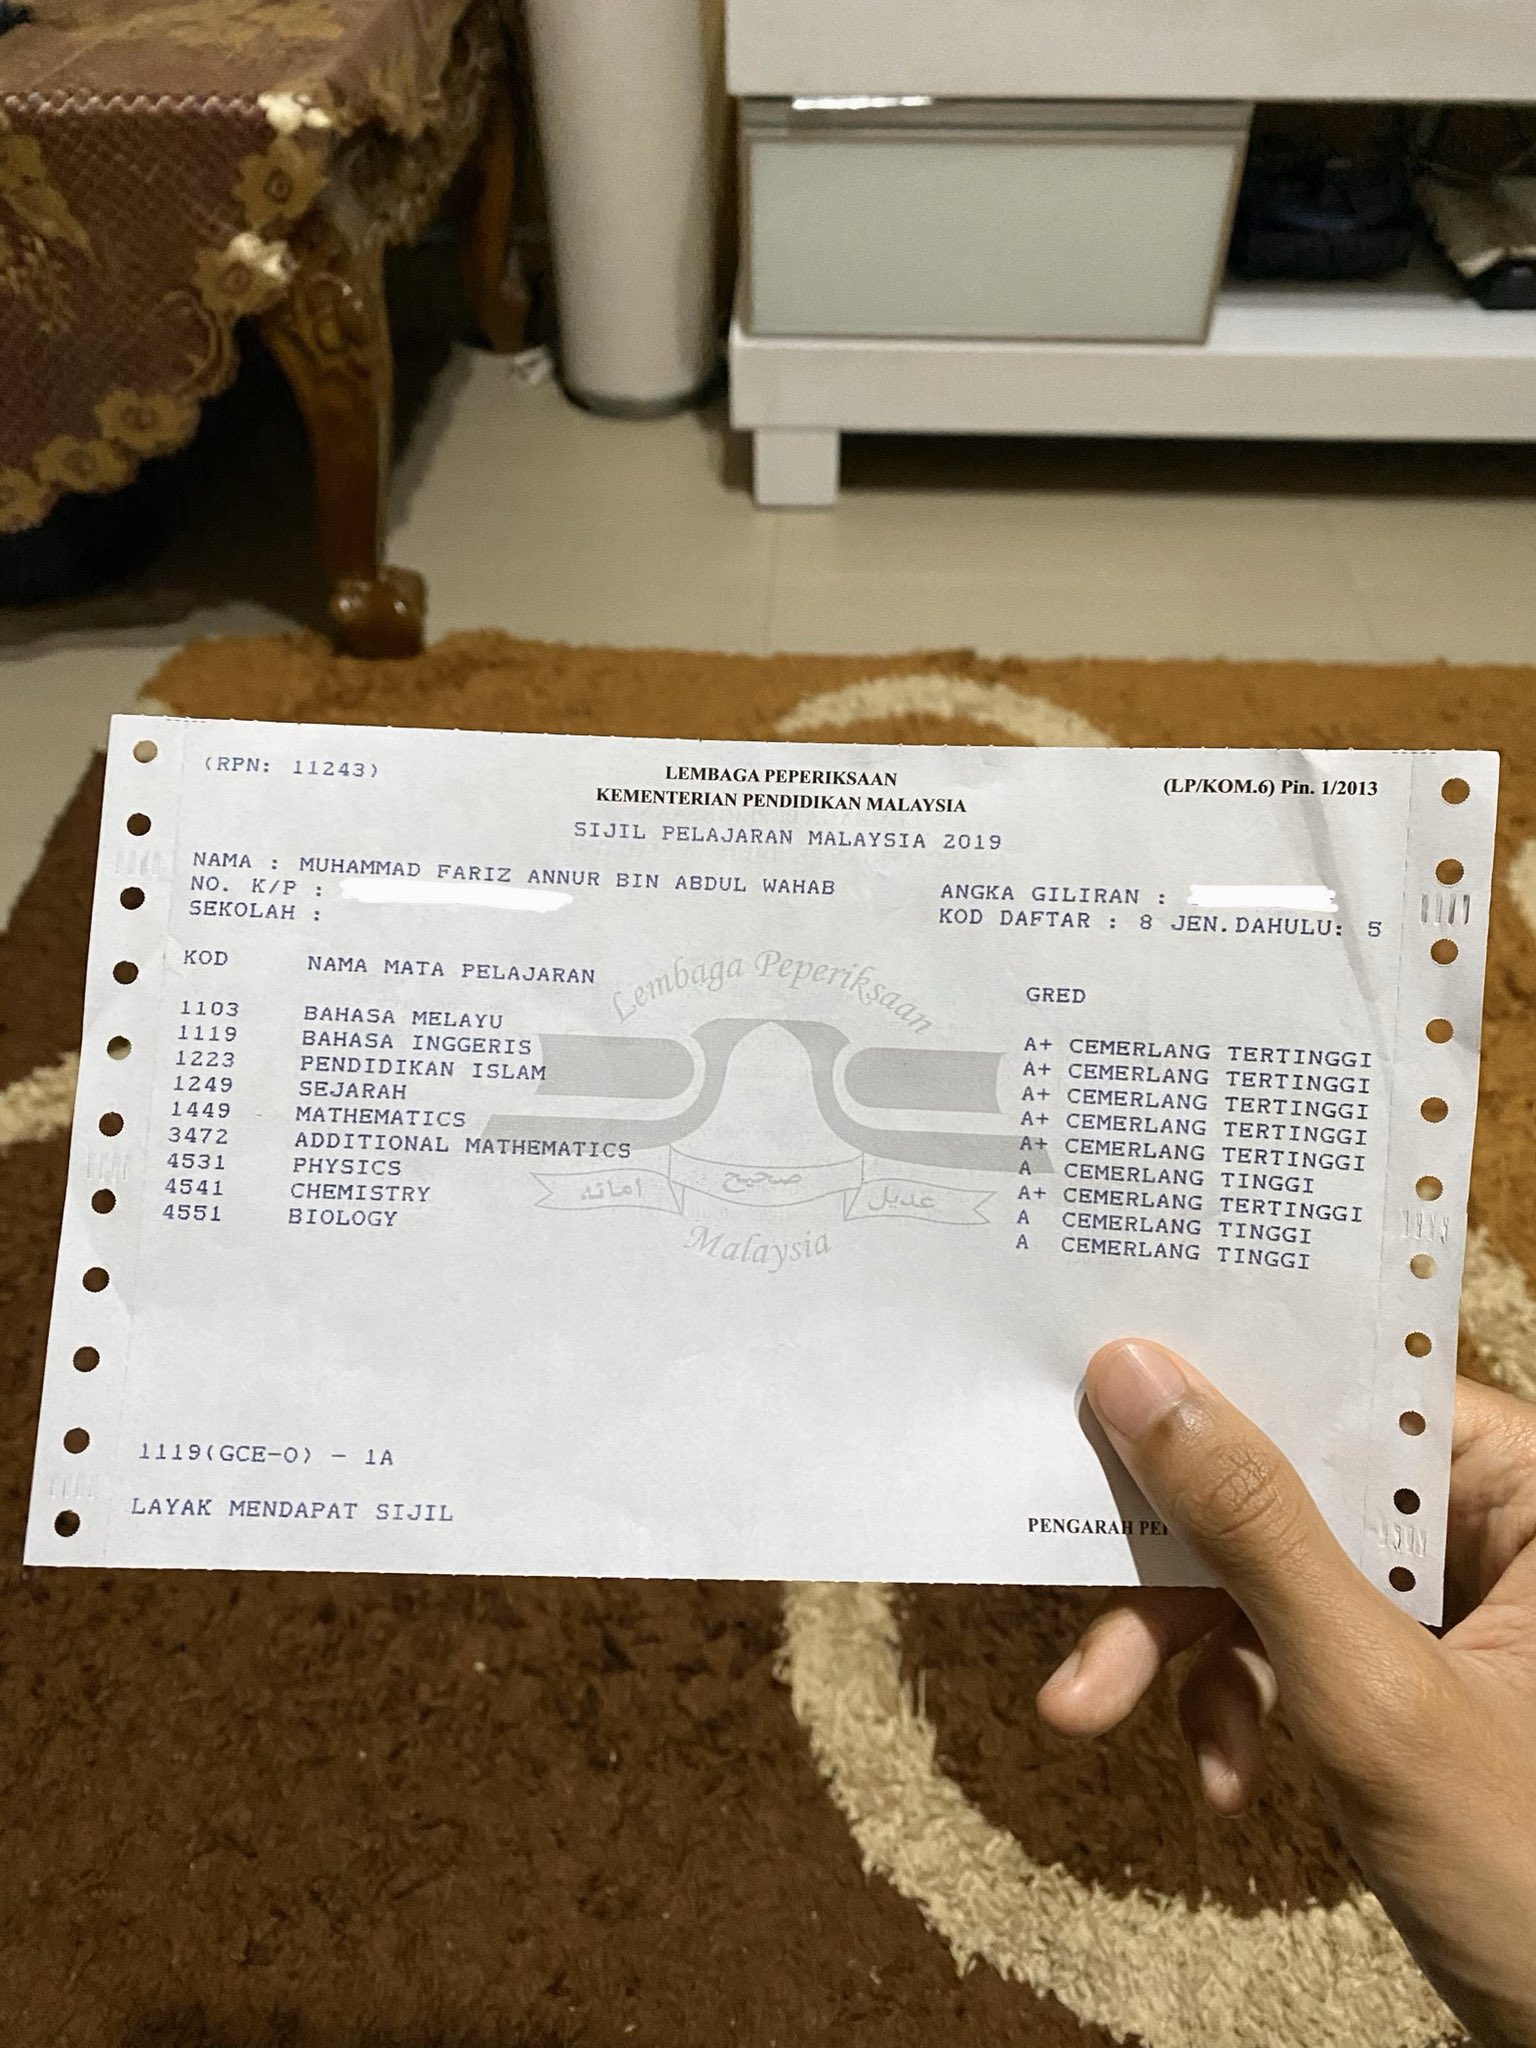 (RPN: 11243)
LEMBAGA PEPERIKSAAN
KEMENTERIAN PENDIDIKAN MALAYSIA
(LP/KOM.6) Pin. 1/2013
SIJIL PELAJARAN MALAYSIA 2019
NAMA : MUHAMMAD FARIZ ANNUR BIN ABDUL WAHAB
NO. K/P :
ANGKA GILIRAN :
SEKOLAH :
KOD DAFTAR : 8 JEN.DAHULU: 5
KOD NAMA MATA PELAJARAN GRED
1103 BAHASA MELAYU A+ CEMERLANG TERTINGGI
1119 BAHASA INGGERIS A+ CEMERLANG TERTINGGI
1223 PENDIDIKAN ISLAM A+ CEMERLANG TERTINGGI
1249 SEJARAH A+ CEMERLANG TERTINGGI
1449 MATHEMATICS A+ CEMERLANG TERTINGGI
3472 ADDITIONAL MATHEMATICS A CEMERLANG TINGGI
4531 PHYSICS A+ CEMERLANG TERTINGGI
4541 CHEMISTRY A CEMERLANG TINGGI
4551 BIOLOGY A CEMERLANG TINGGI
Lembaga Peperiksaan
امانه صحيح عديل
Malaysia
1119(GCE-O) - 1A
LAYAK MENDAPAT SIJIL
PENGARAH